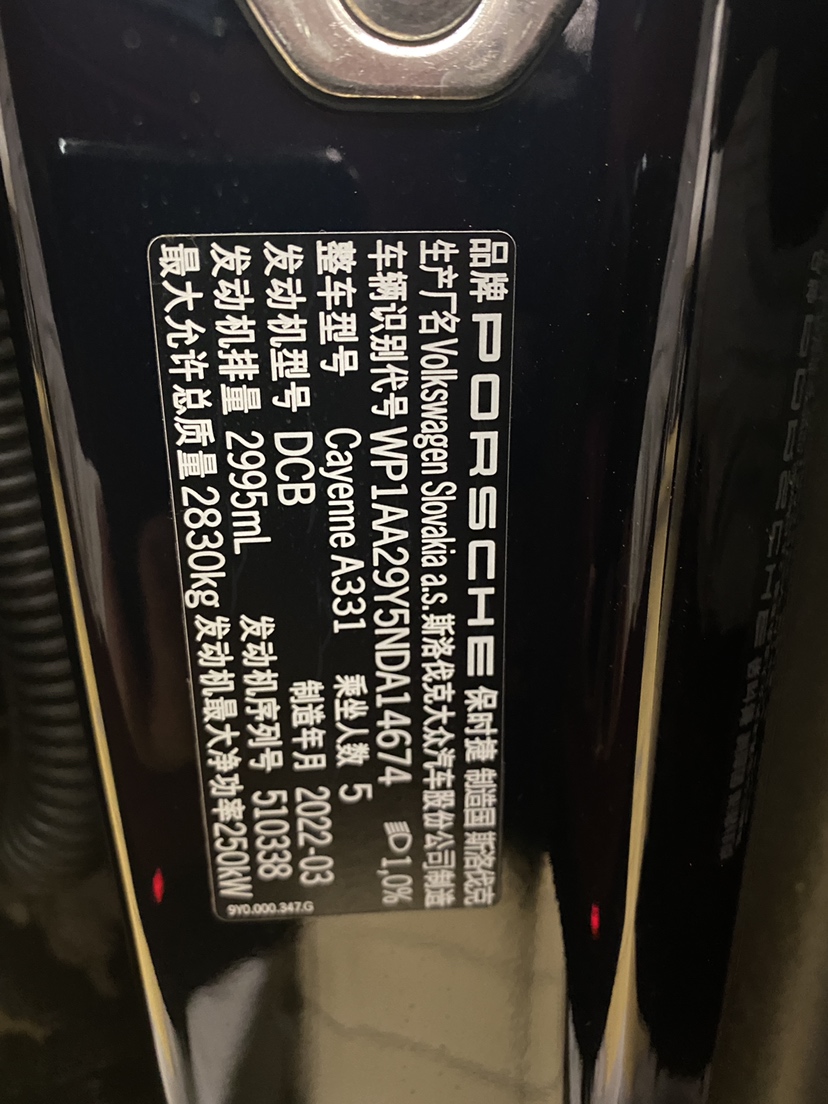 品牌 PORSCHE 保时捷 制造国 斯洛伐克
生产厂名 Volkswagen Slovakia a.s. 斯洛伐克大众汽车股份公司制造
车辆识别代号 WP1AA29Y5NDA14674 1,0%
整车型号 Cayenne A331 乘坐人数 5
发动机型号 DCB 制造年月 2022-03
发动机排量 2995mL 发动机序列号 510338
最大允许总质量 2830kg 发动机最大净功率250kW
9Y0.000.347.G